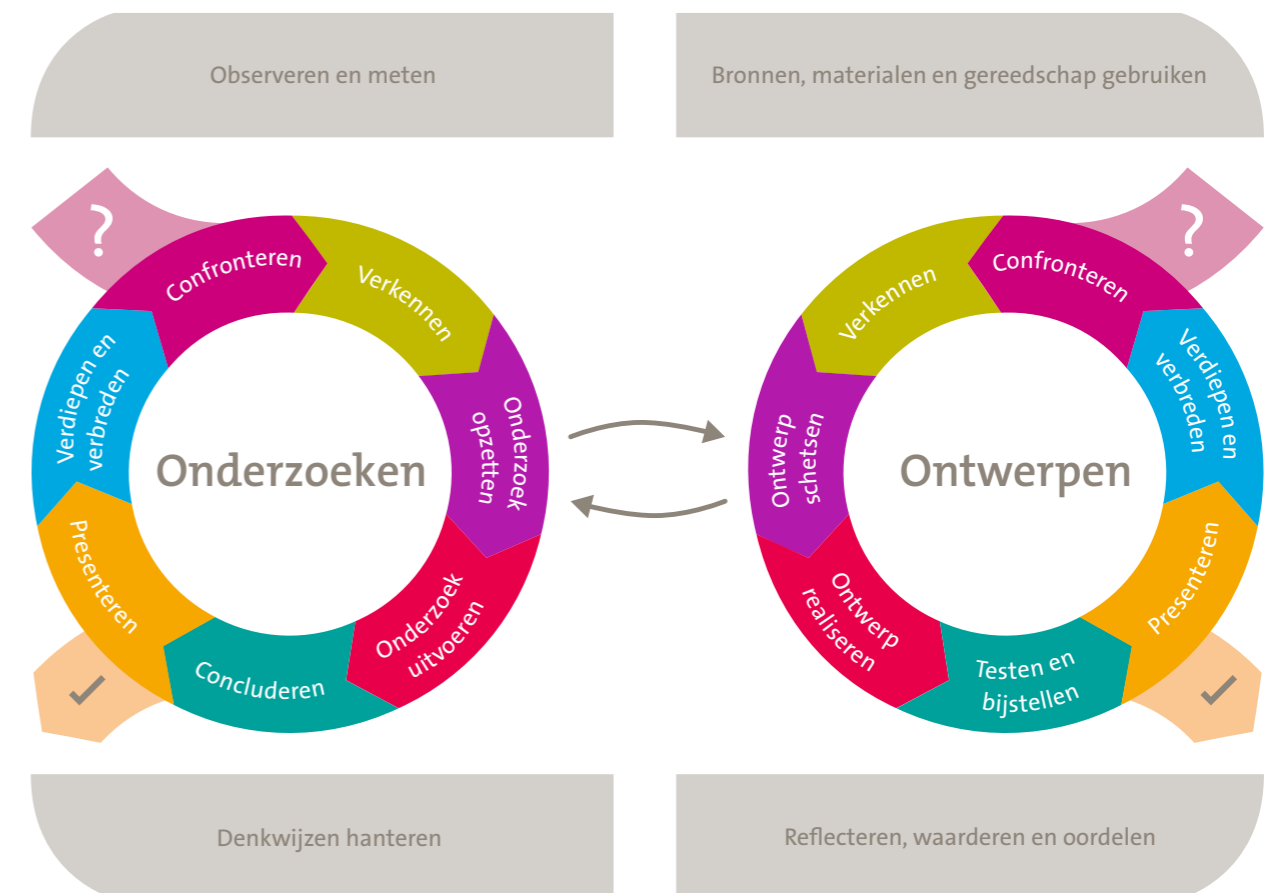 Observeren en meten
Bronnen, materialen en gereedschap gebruiken
?
Confronteren
Verkennen
Onderzoek
opzetten
Onderzoek
uitvoeren
Concluderen
Presenteren
Verdiepen en
verbreden
Onderzoeken
?
Confronteren
Verkennen
Ontwerp
schetsen
Ontwerp
realiseren
Testen en
bijstellen
Presenteren
Verdiepen en
verbreden
Ontwerpen
Denkwijzen hanteren
Reflecteren, waarderen en oordelen